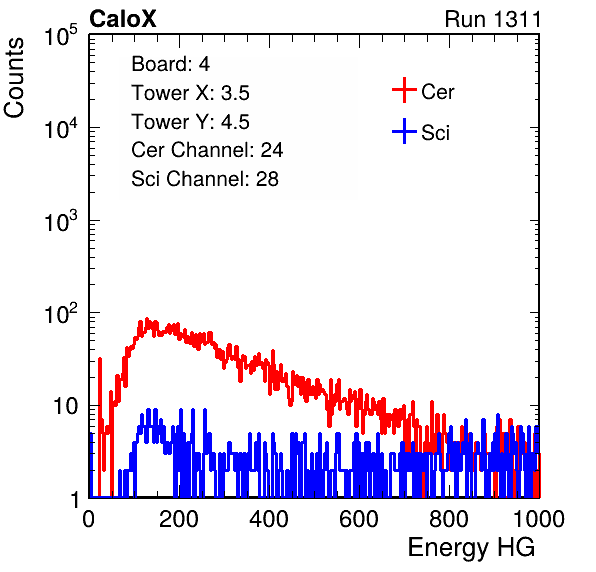 CaloX Run 1311
Counts
10^5
10^4
10^3
10^2
10
1
Board: 4
Tower X: 3.5
Tower Y: 4.5
Cer Channel: 24
Sci Channel: 28
Cer
Sci
0 200 400 600 800 1000
Energy HG